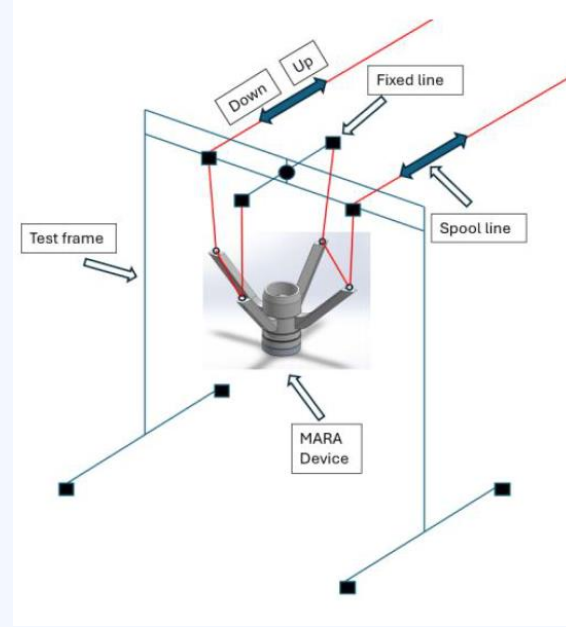 Up
Down
Fixed line
Spool line
Test frame
MARA
Device